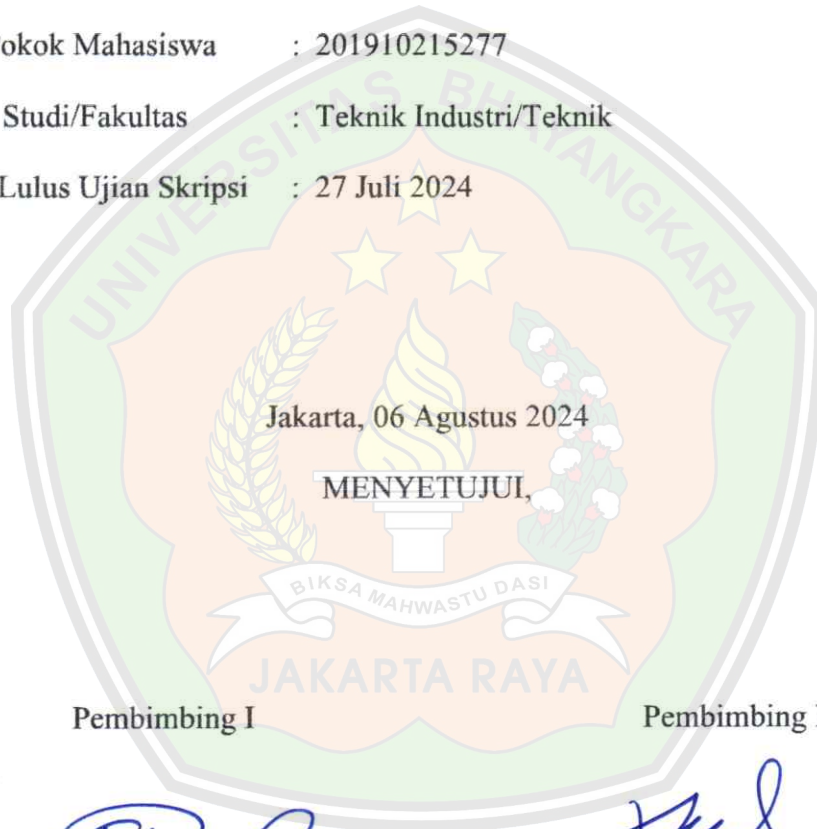 okok Mahasiswa : 201910215277
Studi/Fakultas : Teknik Industri/Teknik
Lulus Ujian Skripsi : 27 Juli 2024
UNIVERSITAS BHAYANGKARA
Jakarta, 06 Agustus 2024
MENYETUJUI,
BIKSA MAHWASTU DASI
JAKARTA RAYA
Pembimbing I Pembimbing